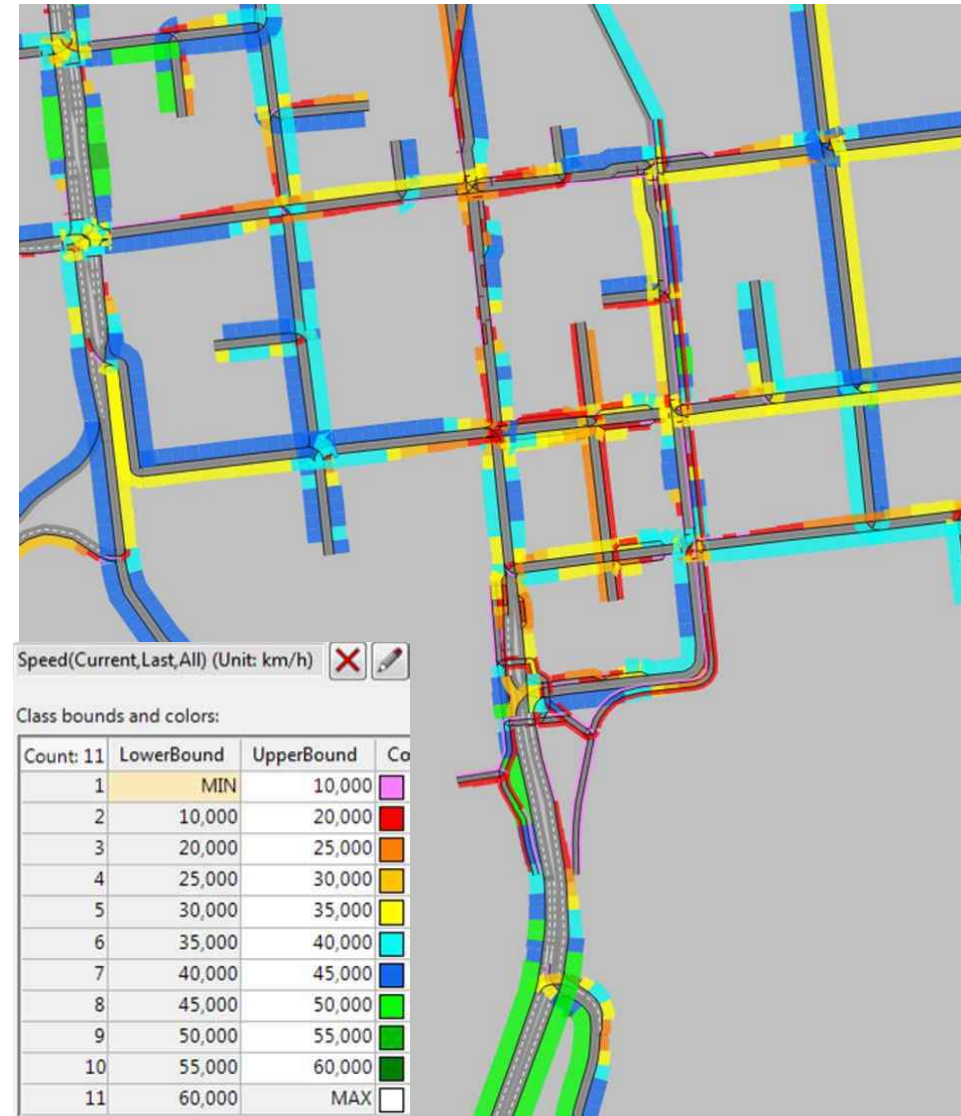 Speed(Current,Last,All) (Unit: km/h)
Class bounds and colors:
Count: 11 LowerBound UpperBound Co
1 MIN 10,000
2 10,000 20,000
3 20,000 25,000
4 25,000 30,000
5 30,000 35,000
6 35,000 40,000
7 40,000 45,000
8 45,000 50,000
9 50,000 55,000
10 55,000 60,000
11 60,000 MAX